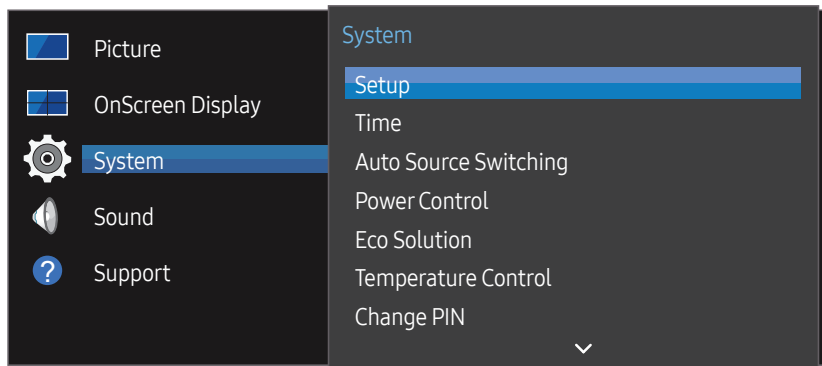 Picture
OnScreen Display
System
Sound
?
Support
System
Setup
Time
Auto Source Switching
Power Control
Eco Solution
Temperature Control
Change PIN